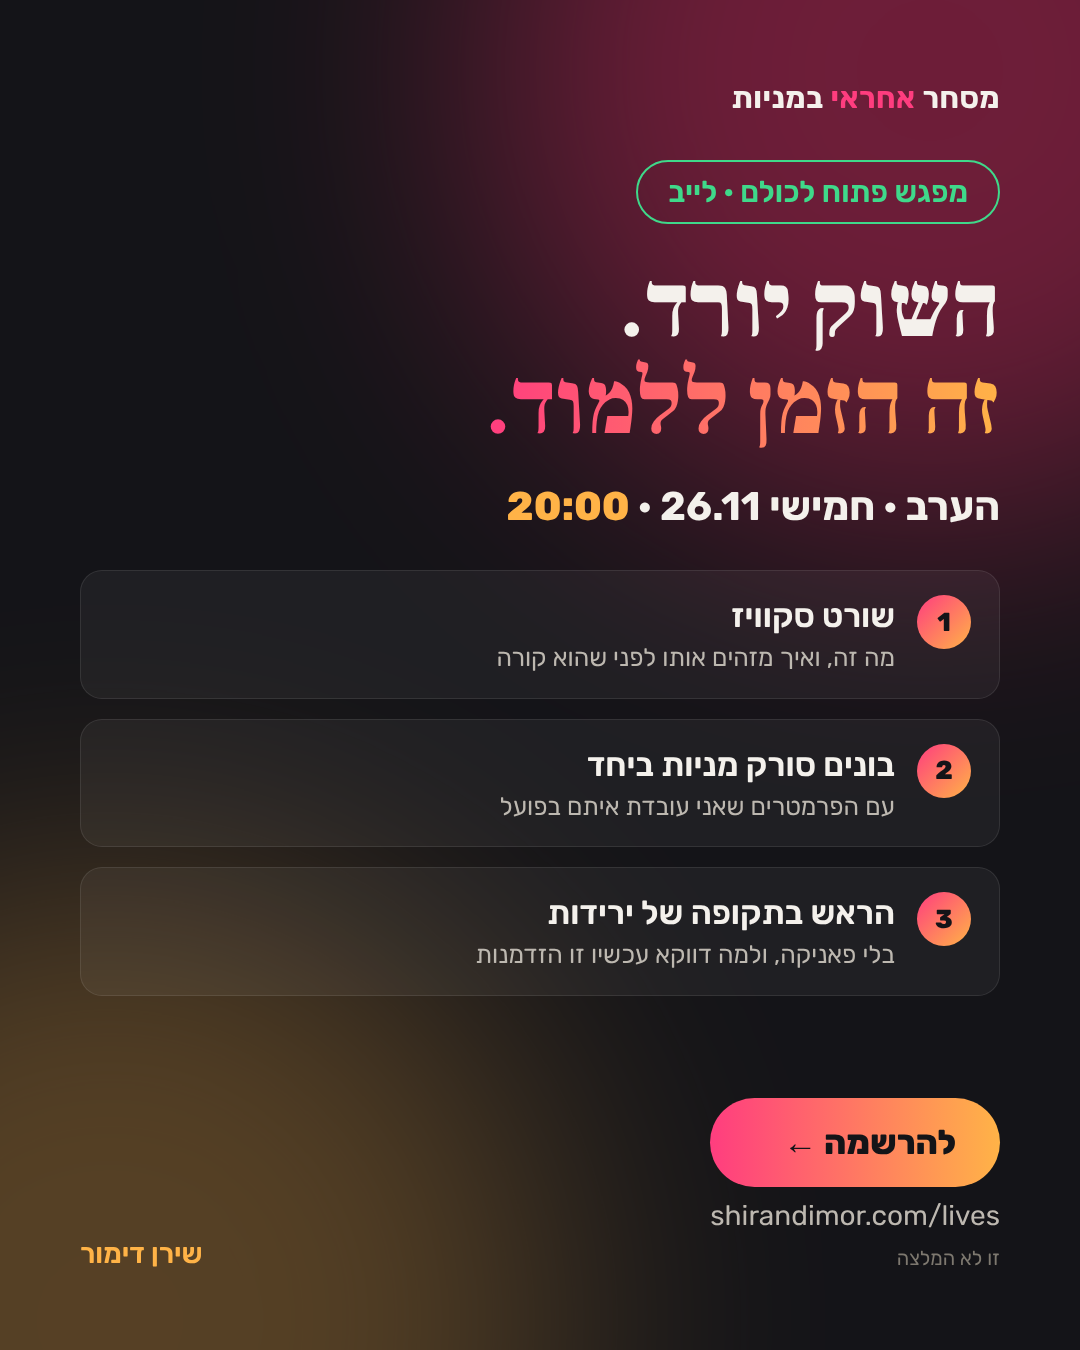 מסחר אחראי במניות
מפגש פתוח לכולם • לייב
השוק יורד.
זה הזמן ללמוד.
הערב • חמישי 26.11 • 20:00
1
שורט סקוויז
מה זה, ואיך מזהים אותו לפני שהוא קורה
2
בונים סורק מניות ביחד
עם הפרמטרים שאני עובדת איתם בפועל
3
הראש בתקופה של ירידות
בלי פאניקה, ולמה דווקא עכשיו זו הזדמנות
להרשמה ←
shirandimor.com/lives
זו לא המלצה
שירן דימור